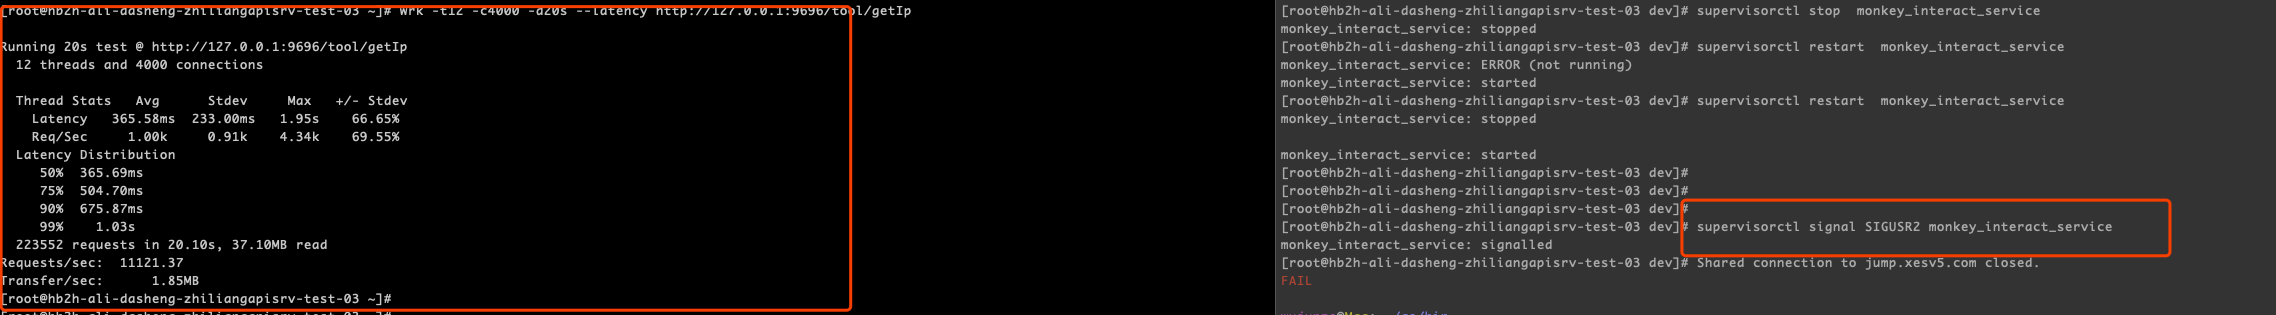 [root@hb2h-ali-dasheng-zhiliangapisrv-test-03 ~]# wrk -t12 -c4000 -d20s --latency http://127.0.0.1:9696/tool/getIp
Running 20s test @ http://127.0.0.1:9696/tool/getIp
12 threads and 4000 connections
Thread Stats Avg Stdev Max +/- Stdev
Latency 365.58ms 233.00ms 1.95s 66.65%
Req/Sec 1.00k 0.91k 4.34k 69.55%
Latency Distribution
50% 365.69ms
75% 504.70ms
90% 675.87ms
99% 1.03s
223552 requests in 20.10s, 37.10MB read
Requests/sec: 11121.37
Transfer/sec: 1.85MB
[root@hb2h-ali-dasheng-zhiliangapisrv-test-03 ~]#
[root@hb2h-ali-dasheng-zhiliangapisrv-test-03 ~]#
[root@hb2h-ali-dasheng-zhiliangapisrv-test-03 dev]# supervisorctl stop monkey_interact_service
monkey_interact_service: stopped
[root@hb2h-ali-dasheng-zhiliangapisrv-test-03 dev]# supervisorctl restart monkey_interact_service
monkey_interact_service: ERROR (not running)
monkey_interact_service: started
[root@hb2h-ali-dasheng-zhiliangapisrv-test-03 dev]# supervisorctl restart monkey_interact_service
monkey_interact_service: stopped
monkey_interact_service: started
[root@hb2h-ali-dasheng-zhiliangapisrv-test-03 dev]#
[root@hb2h-ali-dasheng-zhiliangapisrv-test-03 dev]#
[root@hb2h-ali-dasheng-zhiliangapisrv-test-03 dev]#
[root@hb2h-ali-dasheng-zhiliangapisrv-test-03 dev]# supervisorctl signal SIGUSR2 monkey_interact_service
monkey_interact_service: signalled
[root@hb2h-ali-dasheng-zhiliangapisrv-test-03 dev]# Shared connection to jump.xesv5.com closed.
FAIL